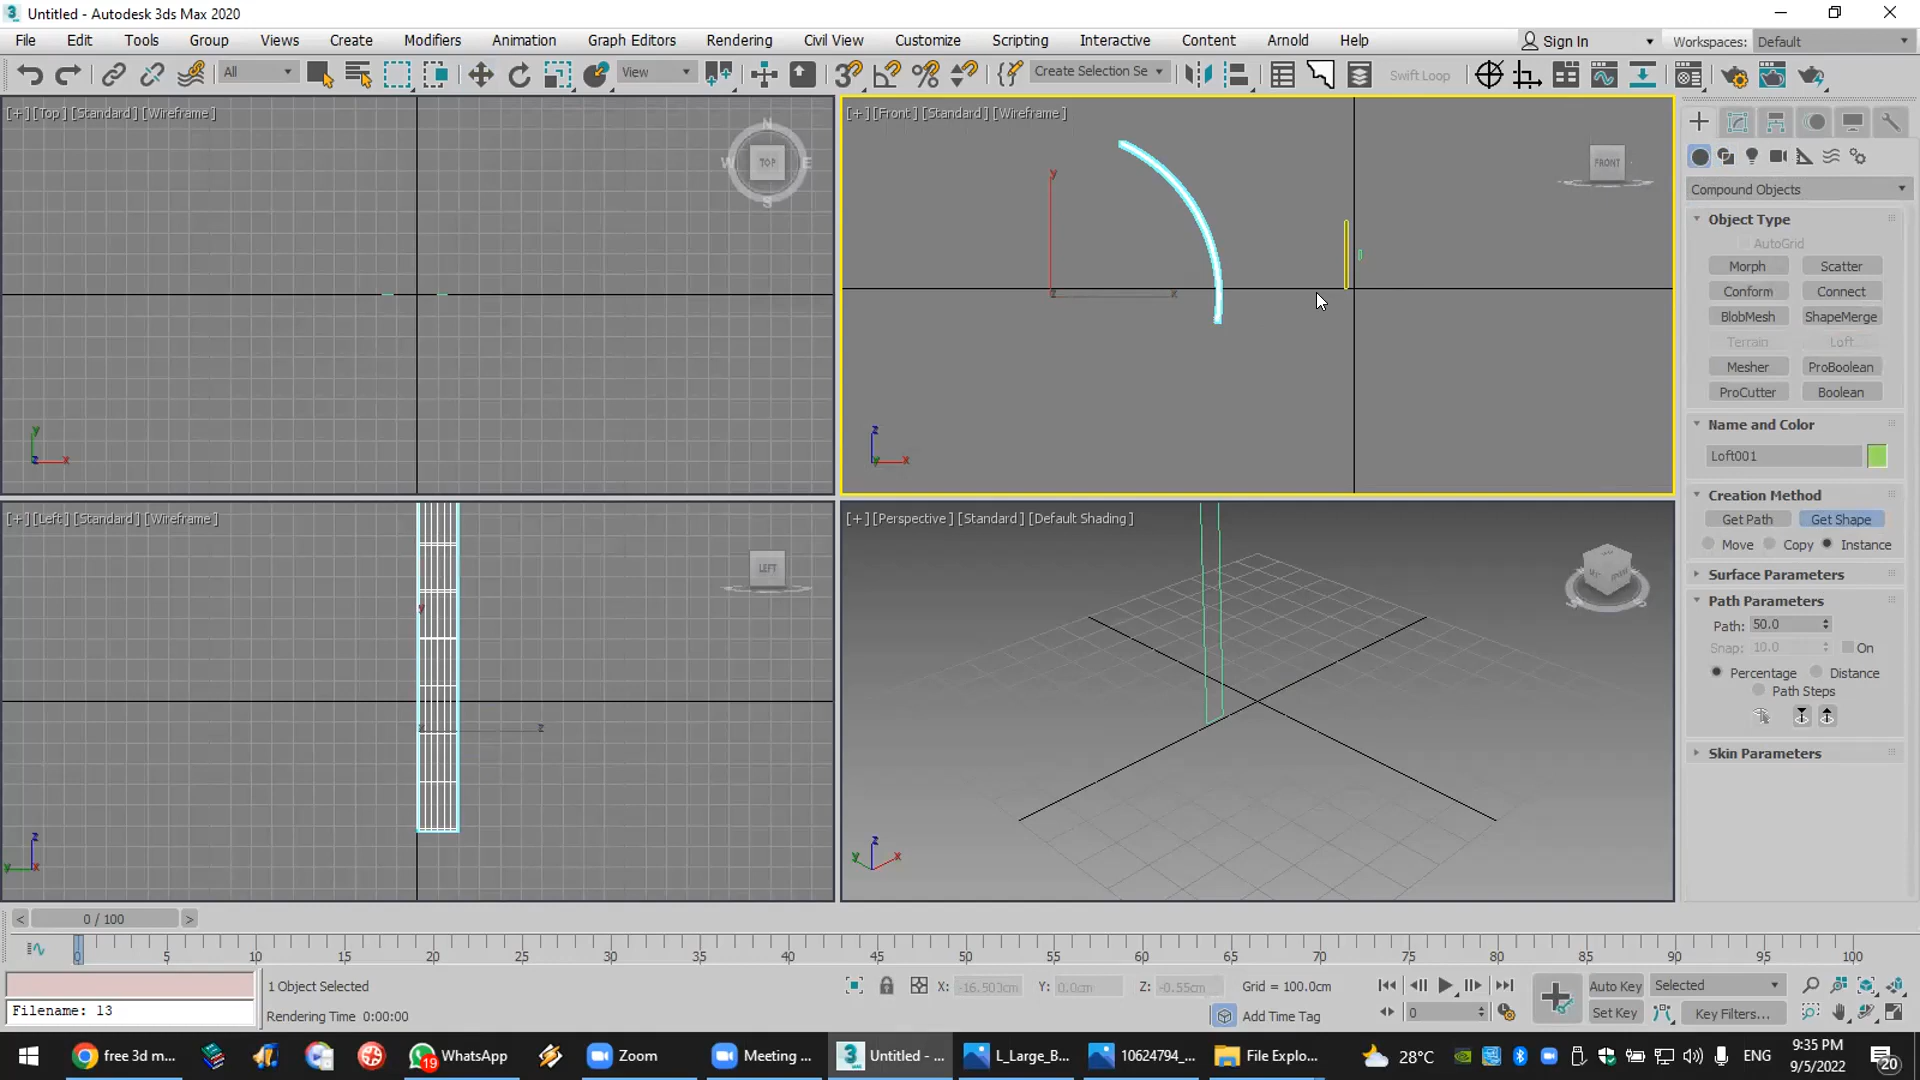 Untitled - Autodesk 3ds Max 2020
File Edit Tools Group Views Create Modifiers Animation Graph Editors Rendering Civil View Customize Scripting Interactive Content Arnold Help Sign In Workspaces: Default
All View Create Selection Se Swift Loop
[+] [Top] [Standard] [Wireframe]
N
W TOP E
S
y
z x
[+] [Front] [Standard] [Wireframe]
FRONT
y
z x
z
y x
[+] [Left] [Standard] [Wireframe]
LEFT
y
z
z
y x
[+] [Perspective] [Standard] [Default Shading]
z
y x
Compound Objects
Object Type
AutoGrid
Morph Scatter
Conform Connect
BlobMesh ShapeMerge
Terrain Loft
Mesher ProBoolean
ProCutter Boolean
Name and Color
Loft001
Creation Method
Get Path Get Shape
Move Copy Instance
Surface Parameters
Path Parameters
Path: 50.0
Snap: 10.0 On
Percentage Distance
Path Steps
Skin Parameters
< 0 / 100 >
0 5 10 15 20 25 30 35 40 45 50 55 60 65 70 75 80 85 90 95 100
1 Object Selected X: -16.503cm Y: 0.0cm Z: -0.55cm Grid = 100.0cm Auto Key Selected
Filename: 13 Rendering Time 0:00:00 Add Time Tag 0 Set Key Key Filters...
free 3d m... 19 WhatsApp Zoom Meeting ... 3 Untitled - ... L_Large_B... 10624794_... File Explo... 28°C ENG 9:35 PM
9/5/2022 20